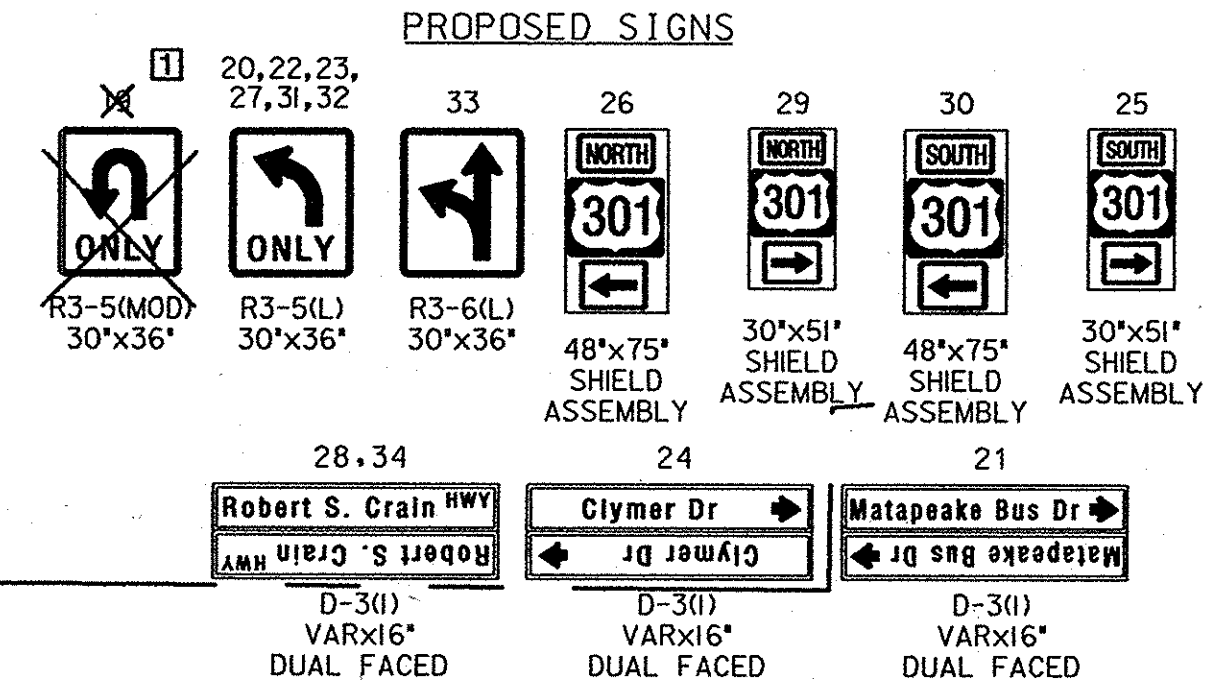 PROPOSED SIGNS
1
19
20,22,23,
27,31,32
33
26
29
30
25
ONLY
ONLY
NORTH
301
NORTH
301
SOUTH
301
SOUTH
301
R3-5(MOD)
30"x36"
R3-5(L)
30"x36"
R3-6(L)
30"x36"
48"x75"
SHIELD
ASSEMBLY
30"x51"
SHIELD
ASSEMBLY
48"x75"
SHIELD
ASSEMBLY
30"x51"
SHIELD
ASSEMBLY
28,34
24
21
Robert S. Crain HWY
Robert S. Crain HWY
Clymer Dr
Clymer Dr
Matapeake Bus Dr
Matapeake Bus Dr
D-3(1)
VARx16"
DUAL FACED
D-3(1)
VARx16"
DUAL FACED
D-3(1)
VARx16"
DUAL FACED